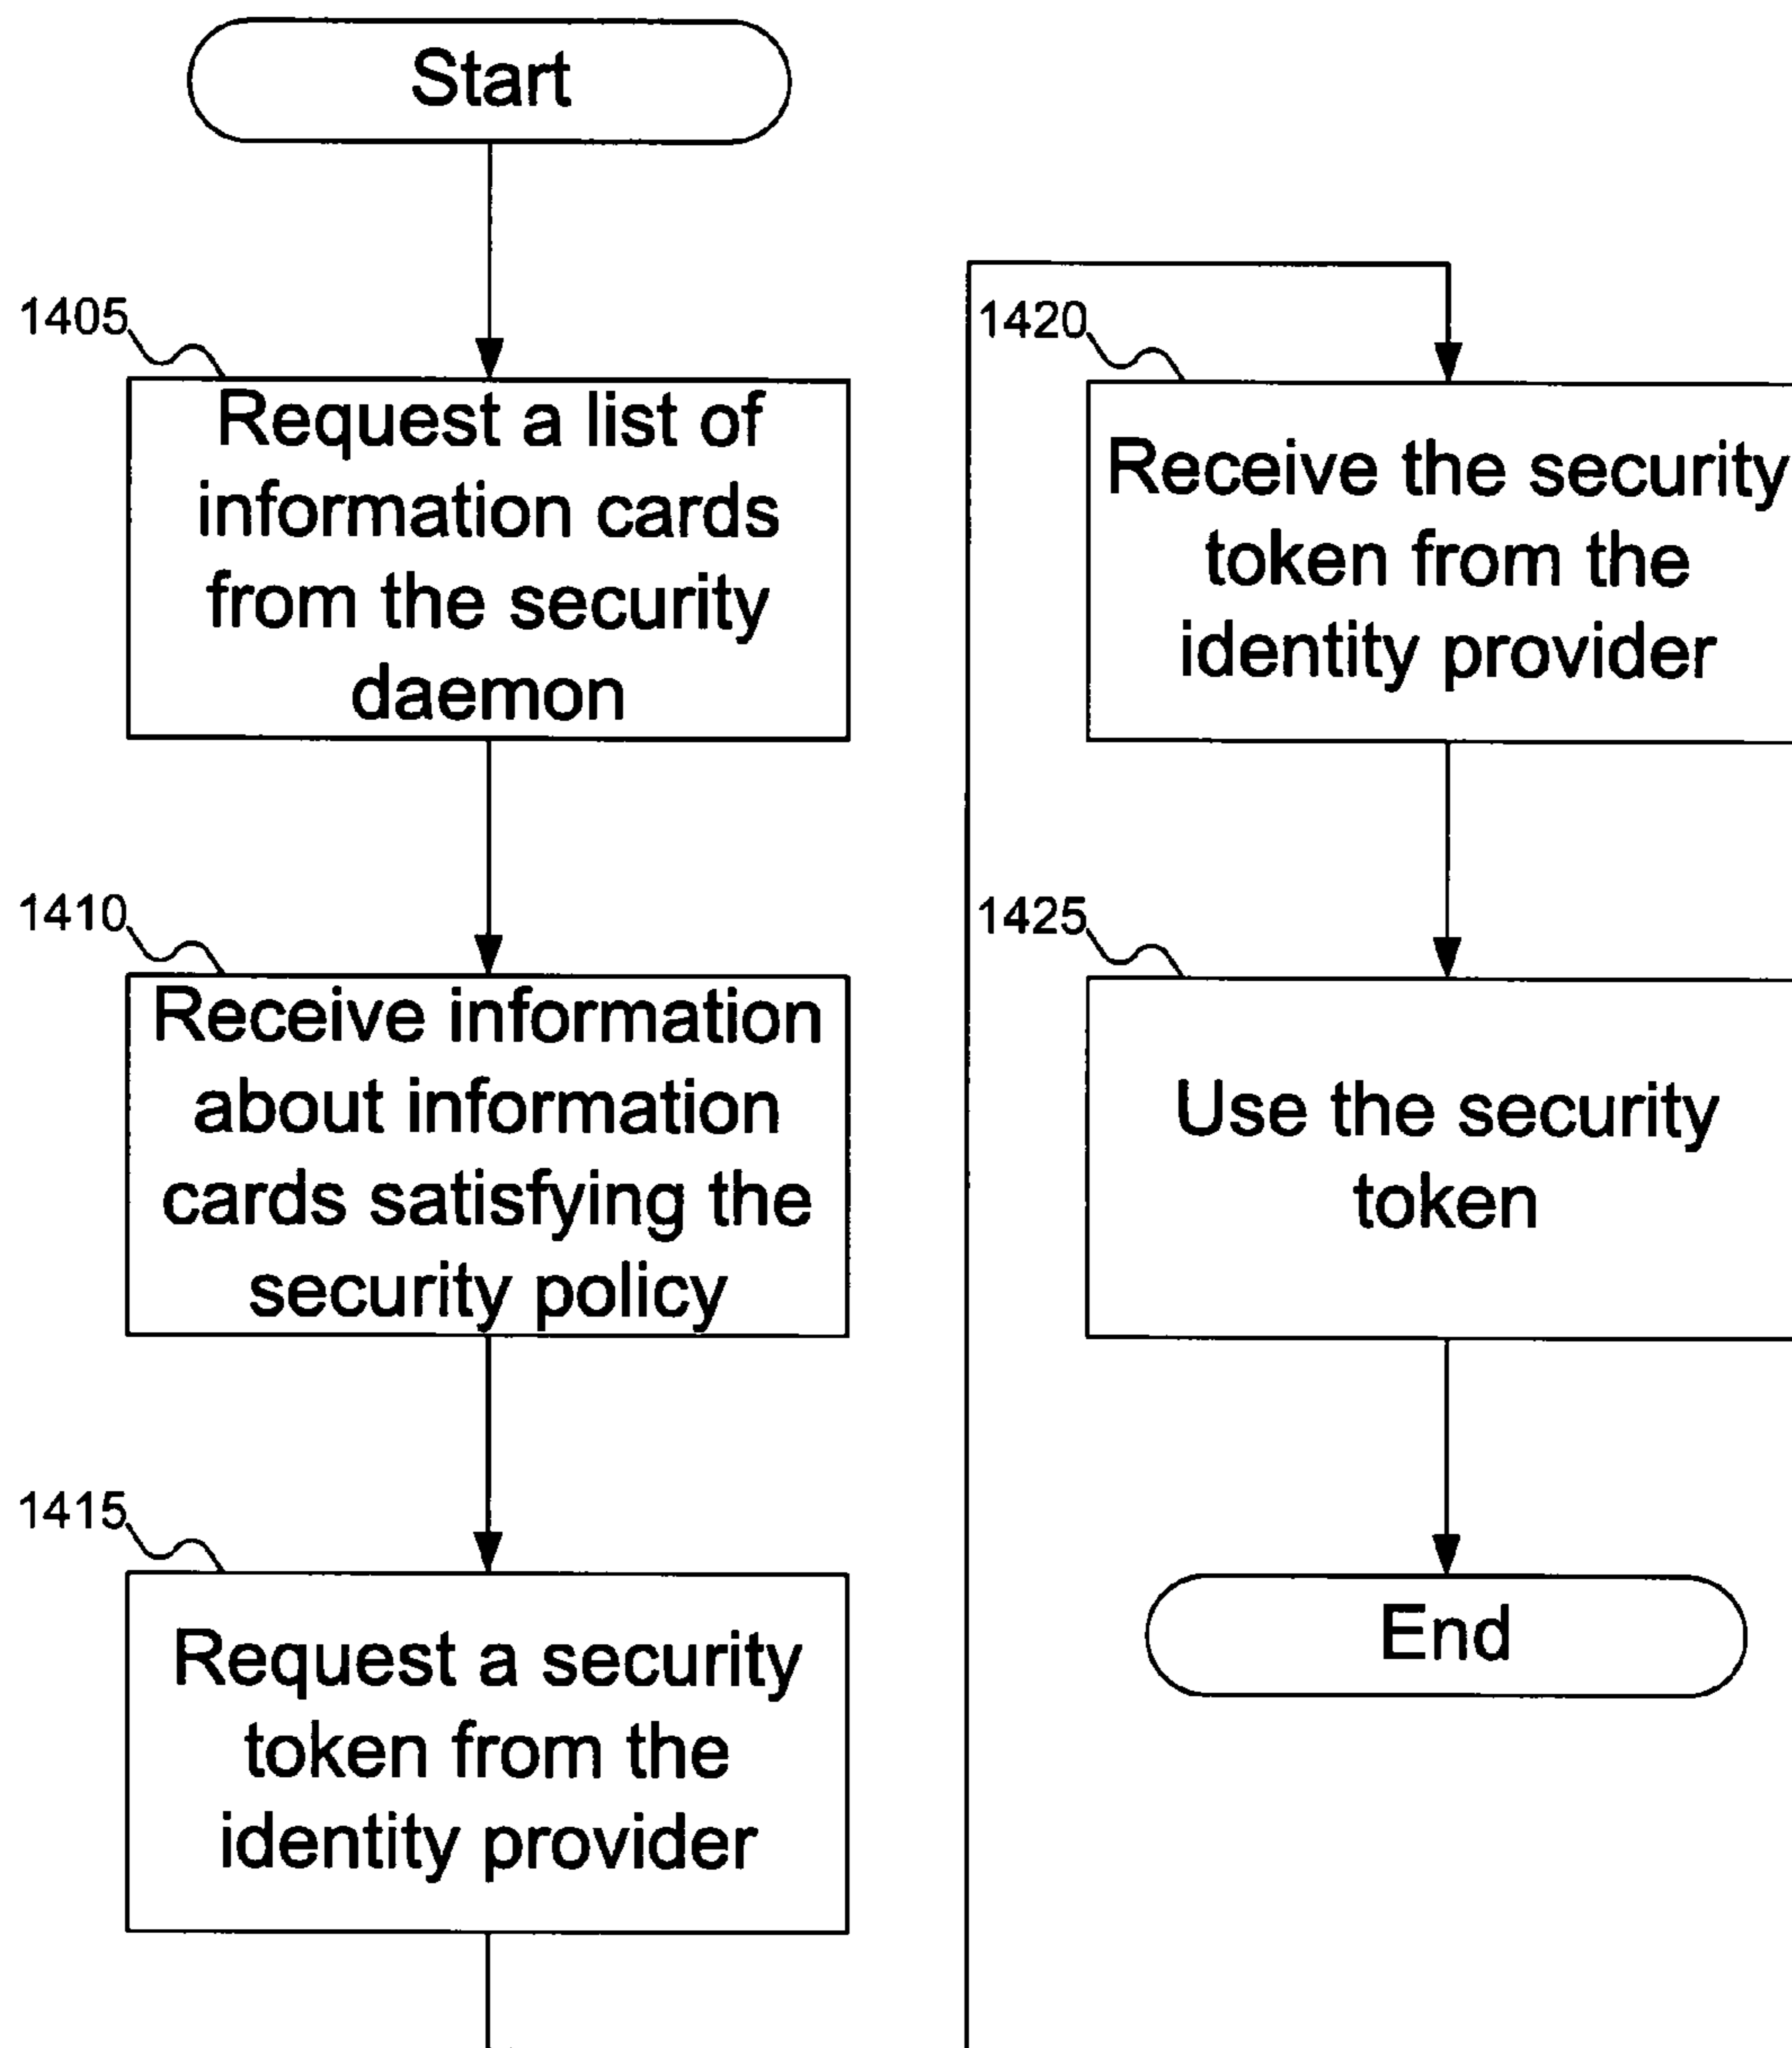 Start
1405
Request a list of
information cards
from the security
daemon
1410
Receive information
about information
cards satisfying the
security policy
1415
Request a security
token from the
identity provider
1420
Receive the security
token from the
identity provider
1425
Use the security
token
End